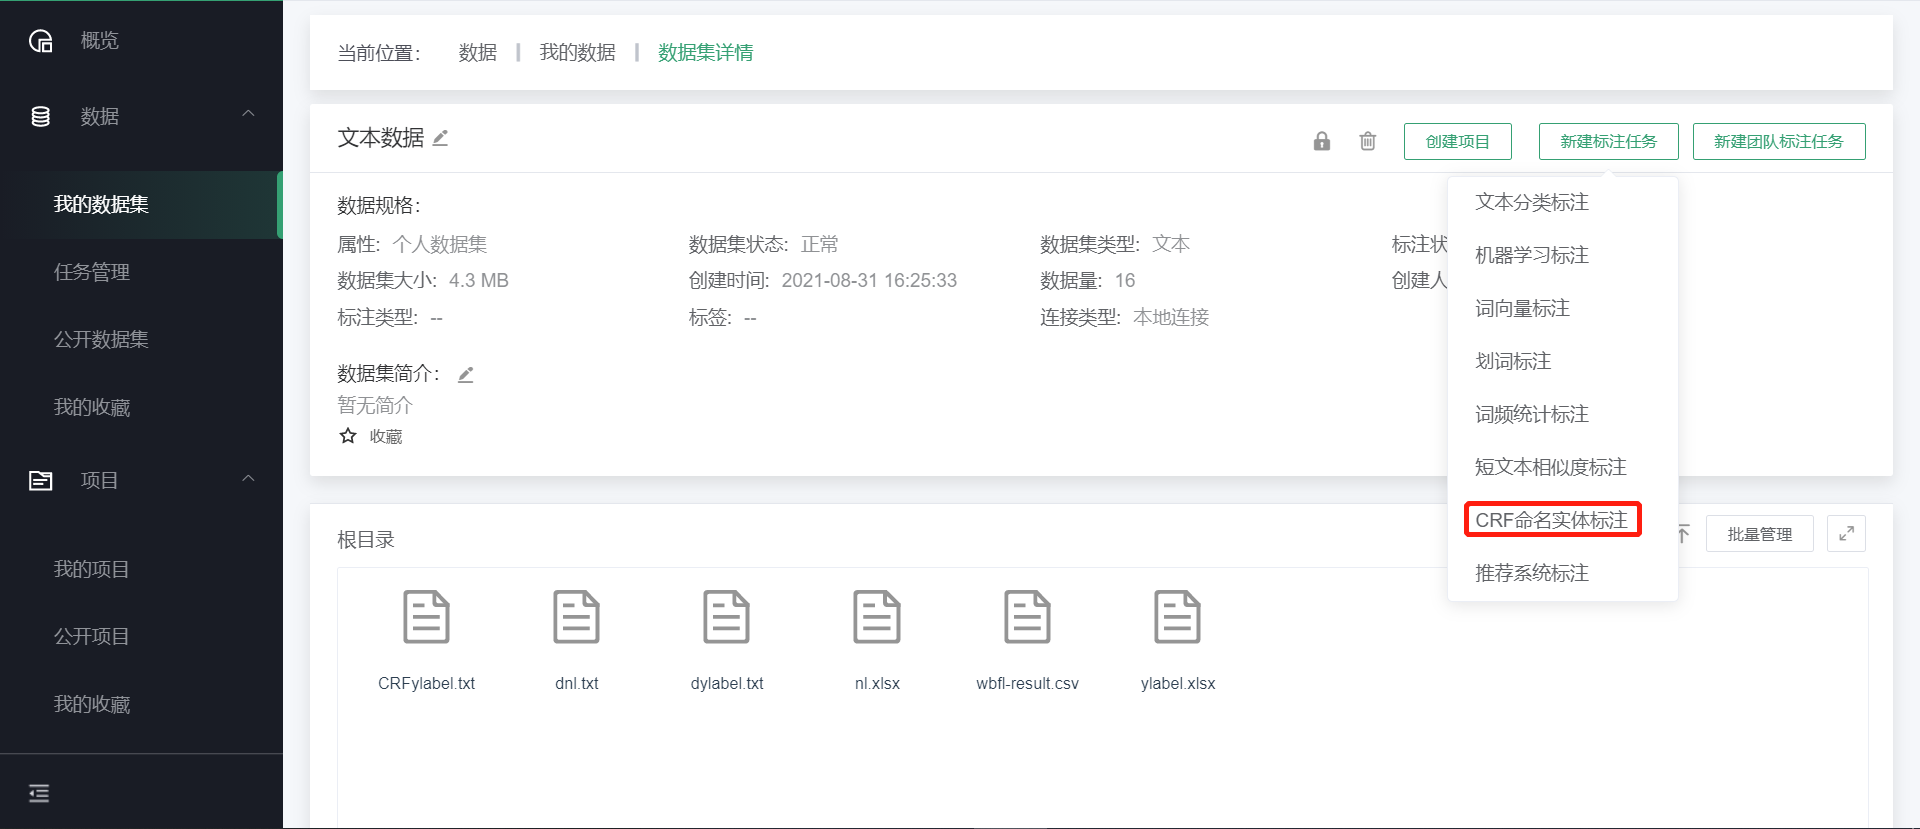 概览
数据
我的数据集
任务管理
公开数据集
我的收藏
项目
我的项目
公开项目
我的收藏
当前位置： 数据 | 我的数据 | 数据集详情
文本数据
创建项目 新建标注任务 新建团队标注任务
数据规格：
属性: 个人数据集 数据集状态: 正常 数据集类型: 文本 标注状
数据集大小: 4.3 MB 创建时间: 2021-08-31 16:25:33 数据量: 16 创建人
标注类型: -- 标签: -- 连接类型: 本地连接
数据集简介：
暂无简介
收藏
文本分类标注
机器学习标注
词向量标注
划词标注
词频统计标注
短文本相似度标注
CRF命名实体标注
推荐系统标注
根目录 批量管理
CRFylabel.txt dnl.txt dylabel.txt nl.xlsx wbfl-result.csv ylabel.xlsx